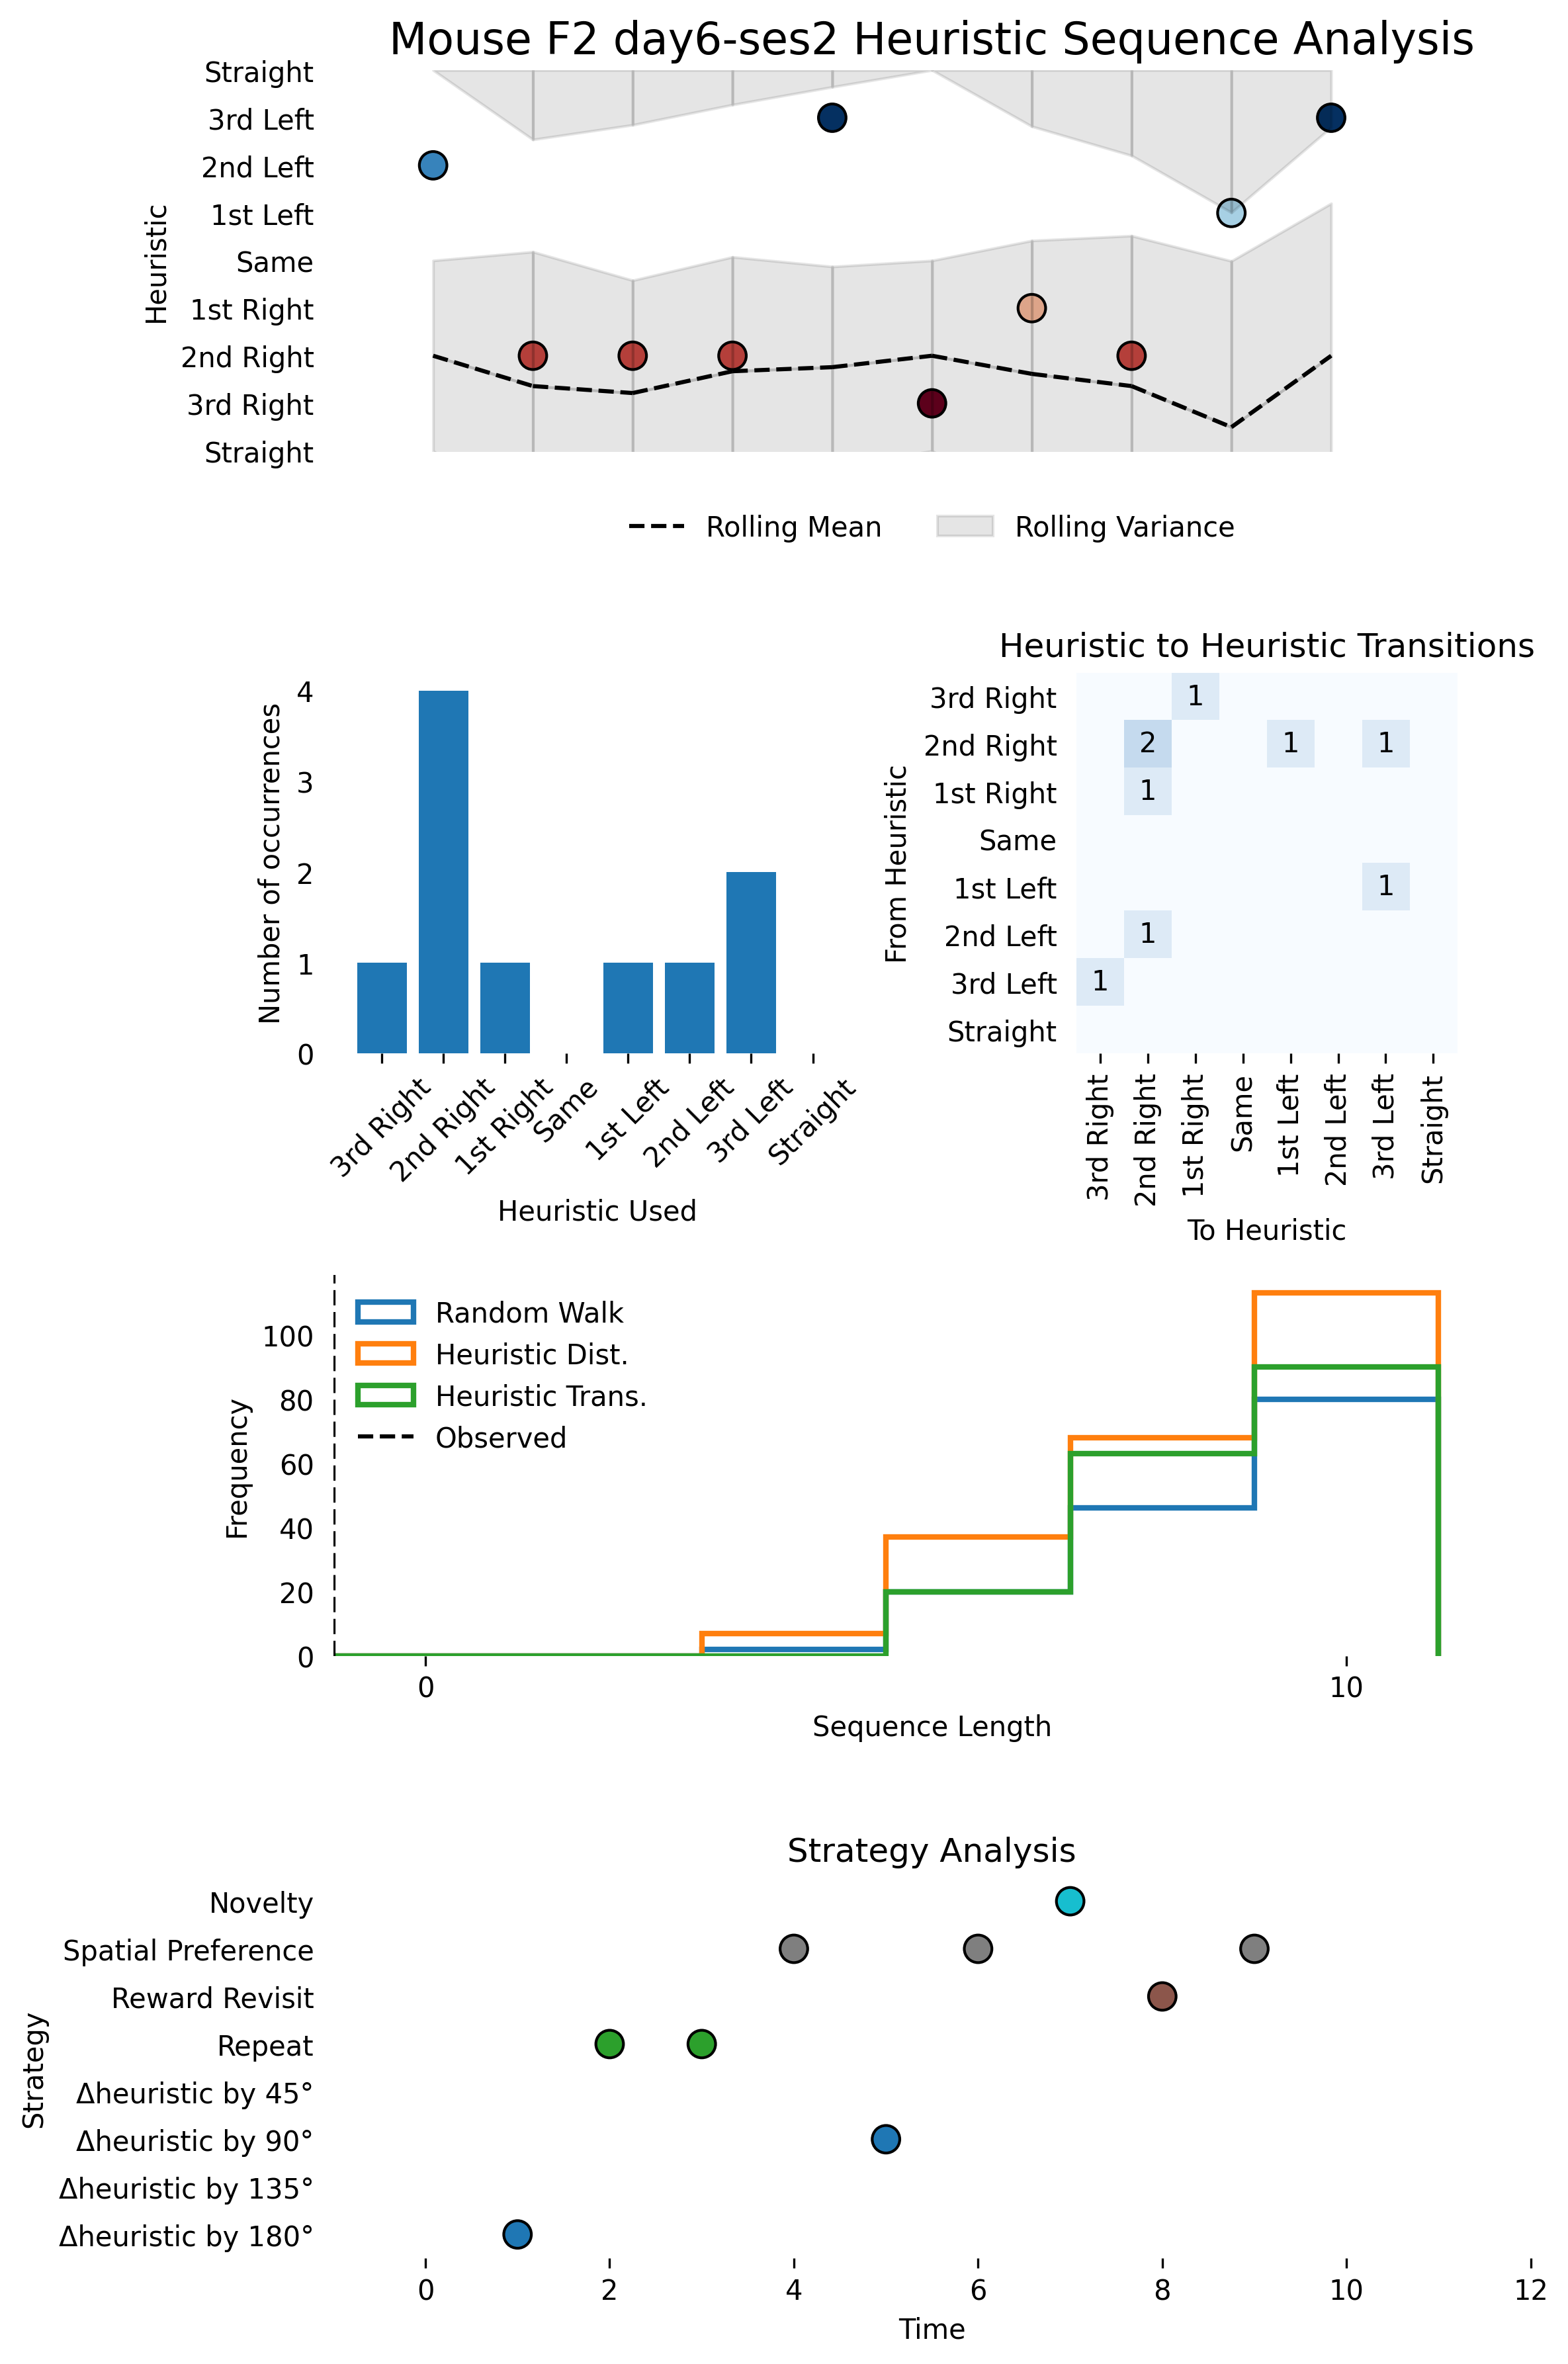 Mouse F2 day6-ses2 Heuristic Sequence Analysis
Heuristic
Straight
3rd Left
2nd Left
1st Left
Same
1st Right
2nd Right
3rd Right
Straight
Rolling Mean
Rolling Variance
Number of occurrences
4
3
2
1
0
3rd Right
2nd Right
1st Right
Same
1st Left
2nd Left
3rd Left
Straight
Heuristic Used
Heuristic to Heuristic Transitions
From Heuristic
3rd Right
2nd Right
1st Right
Same
1st Left
2nd Left
3rd Left
Straight
1
2
1
1
1
1
1
1
3rd Right
2nd Right
1st Right
Same
1st Left
2nd Left
3rd Left
Straight
To Heuristic
Frequency
100
80
60
40
20
0
Random Walk
Heuristic Dist.
Heuristic Trans.
Observed
0
10
Sequence Length
Strategy Analysis
Strategy
Novelty
Spatial Preference
Reward Revisit
Repeat
Δheuristic by 45°
Δheuristic by 90°
Δheuristic by 135°
Δheuristic by 180°
0
2
4
6
8
10
12
Time